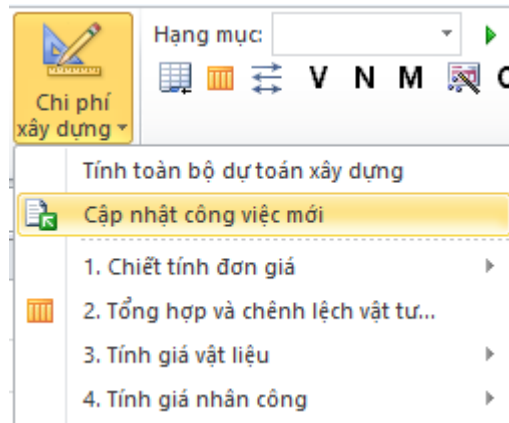 Hạng mục:
V N M
Chi phí
xây dựng
Tính toàn bộ dự toán xây dựng
Cập nhật công việc mới
1. Chiết tính đơn giá
2. Tổng hợp và chênh lệch vật tư...
3. Tính giá vật liệu
4. Tính giá nhân công